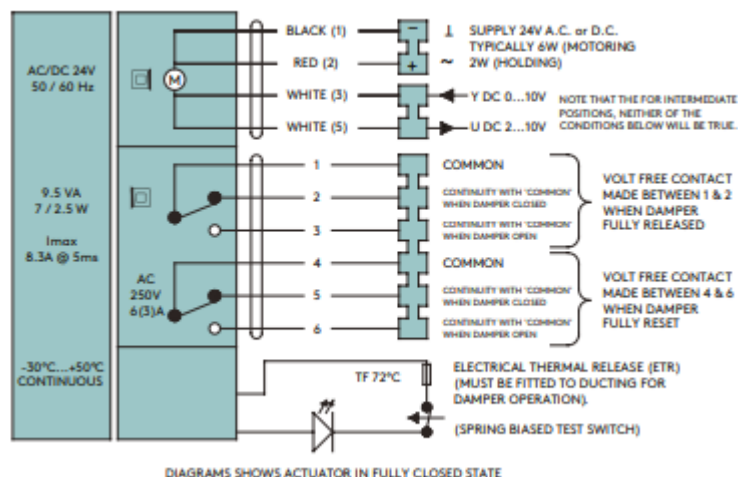 AC/DC 24V
50 / 60 Hz
9.5 VA
7 / 2.5 W
Imax
8.3A @ 5ms
-30°C...+50°C
CONTINUOUS
M
AC
250V
6(3)A
BLACK (1)
RED (2)
WHITE (3)
WHITE (5)
1
2
3
4
5
6
−
+
⊥ SUPPLY 24V A.C. or D.C.
TYPICALLY 6W (MOTORING
~ 2W (HOLDING)
Y DC 0...10V
U DC 2...10V
NOTE THAT THE FOR INTERMEDIATE
POSITIONS, NEITHER OF THE
CONDITIONS BELOW WILL BE TRUE.
COMMON
CONTINUITY WITH 'COMMON'
WHEN DAMPER CLOSED
CONTINUITY WITH 'COMMON'
WHEN DAMPER OPEN
VOLT FREE CONTACT
MADE BETWEEN 1 & 2
WHEN DAMPER
FULLY RELEASED
COMMON
CONTINUITY WITH 'COMMON'
WHEN DAMPER CLOSED
CONTINUITY WITH 'COMMON'
WHEN DAMPER OPEN
VOLT FREE CONTACT
MADE BETWEEN 4 & 6
WHEN DAMPER
FULLY RESET
TF 72°C
ELECTRICAL THERMAL RELEASE (ETR)
(MUST BE FITTED TO DUCTING FOR
DAMPER OPERATION).
(SPRING BIASED TEST SWITCH)
DIAGRAMS SHOWS ACTUATOR IN FULLY CLOSED STATE